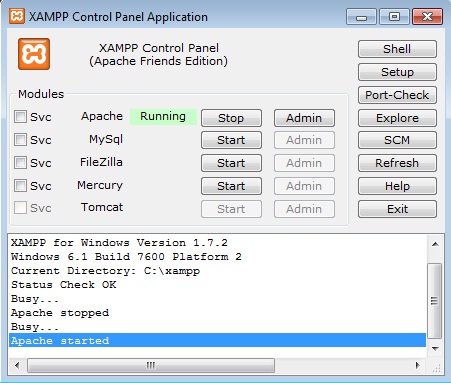 XAMPP Control Panel Application
XAMPP Control Panel
(Apache Friends Edition)
Shell
Setup
Port-Check
Explore
SCM
Refresh
Help
Exit
Modules
Svc Apache Running Stop Admin
Svc MySql Start Admin
Svc FileZilla Start Admin
Svc Mercury Start Admin
Svc Tomcat Start Admin
XAMPP for Windows Version 1.7.2
Windows 6.1 Build 7600 Platform 2
Current Directory: C:\xampp
Status Check OK
Busy...
Apache stopped
Busy...
Apache started